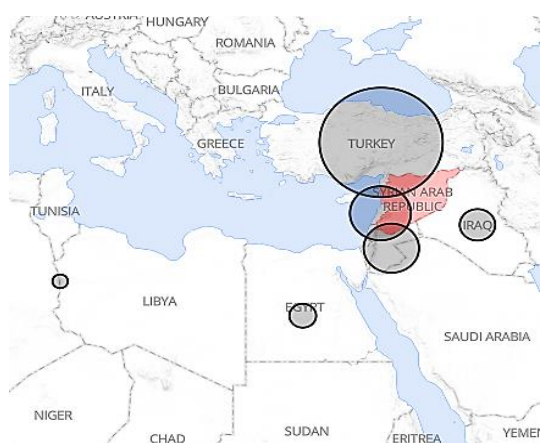 AUSTRIA
HUNGARY
ROMANIA
ITALY
BULGARIA
GREECE
TURKEY
SYRIAN ARAB
REPUBLIC
TUNISIA
IRAQ
LIBYA
EGYPT
SAUDI ARABIA
NIGER
CHAD
SUDAN
ERITREA
YEMEN